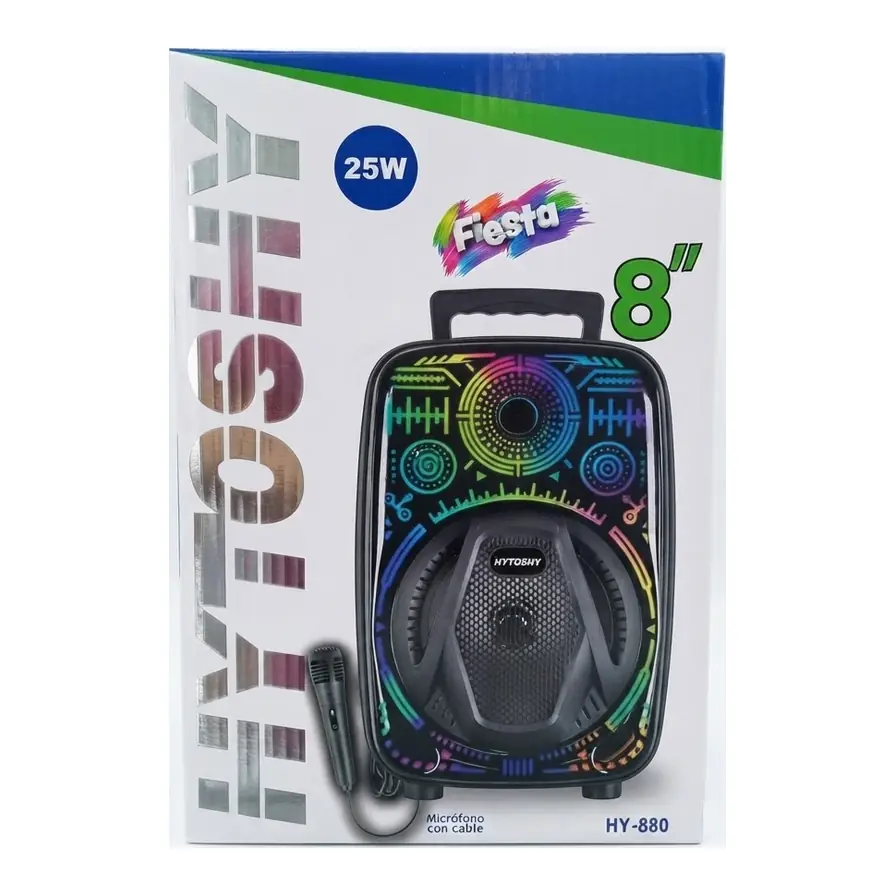 HYTOSHY
25W
Fiesta
8"
HYTOSHY
Micrófono
con cable
HY-880